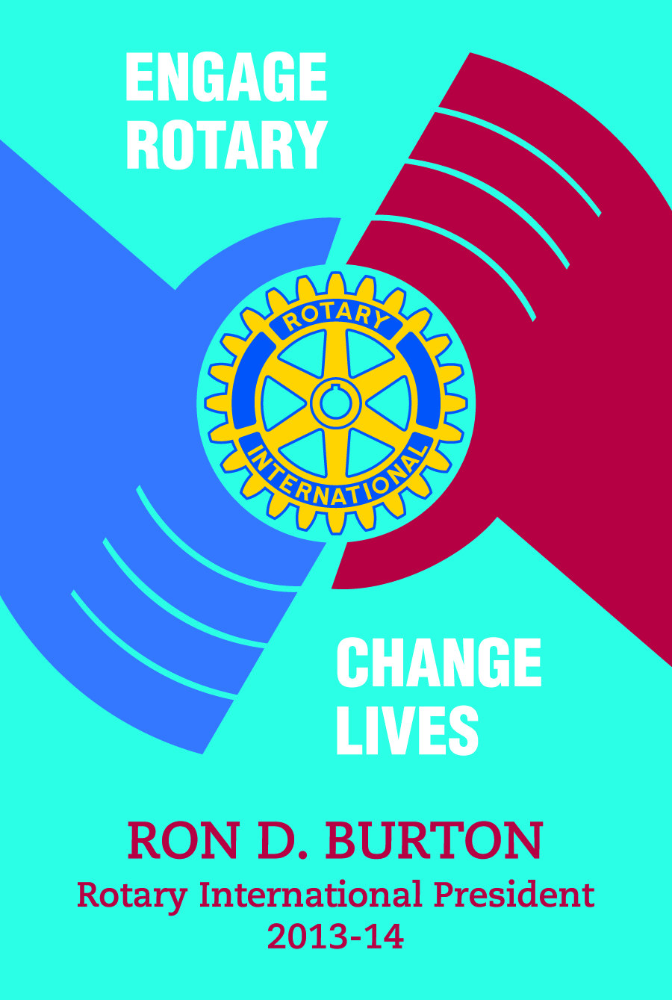 ENGAGE
ROTARY
ROTARY
INTERNATIONAL
CHANGE
LIVES
RON D. BURTON
Rotary International President
2013-14